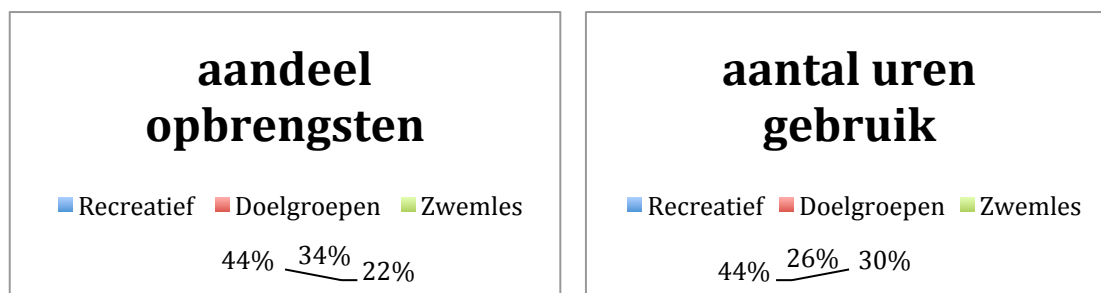 aandeel
opbrengsten
Recreatief Doelgroepen Zwemles
44% 34% 22%
aantal uren
gebruik
Recreatief Doelgroepen Zwemles
44% 26% 30%